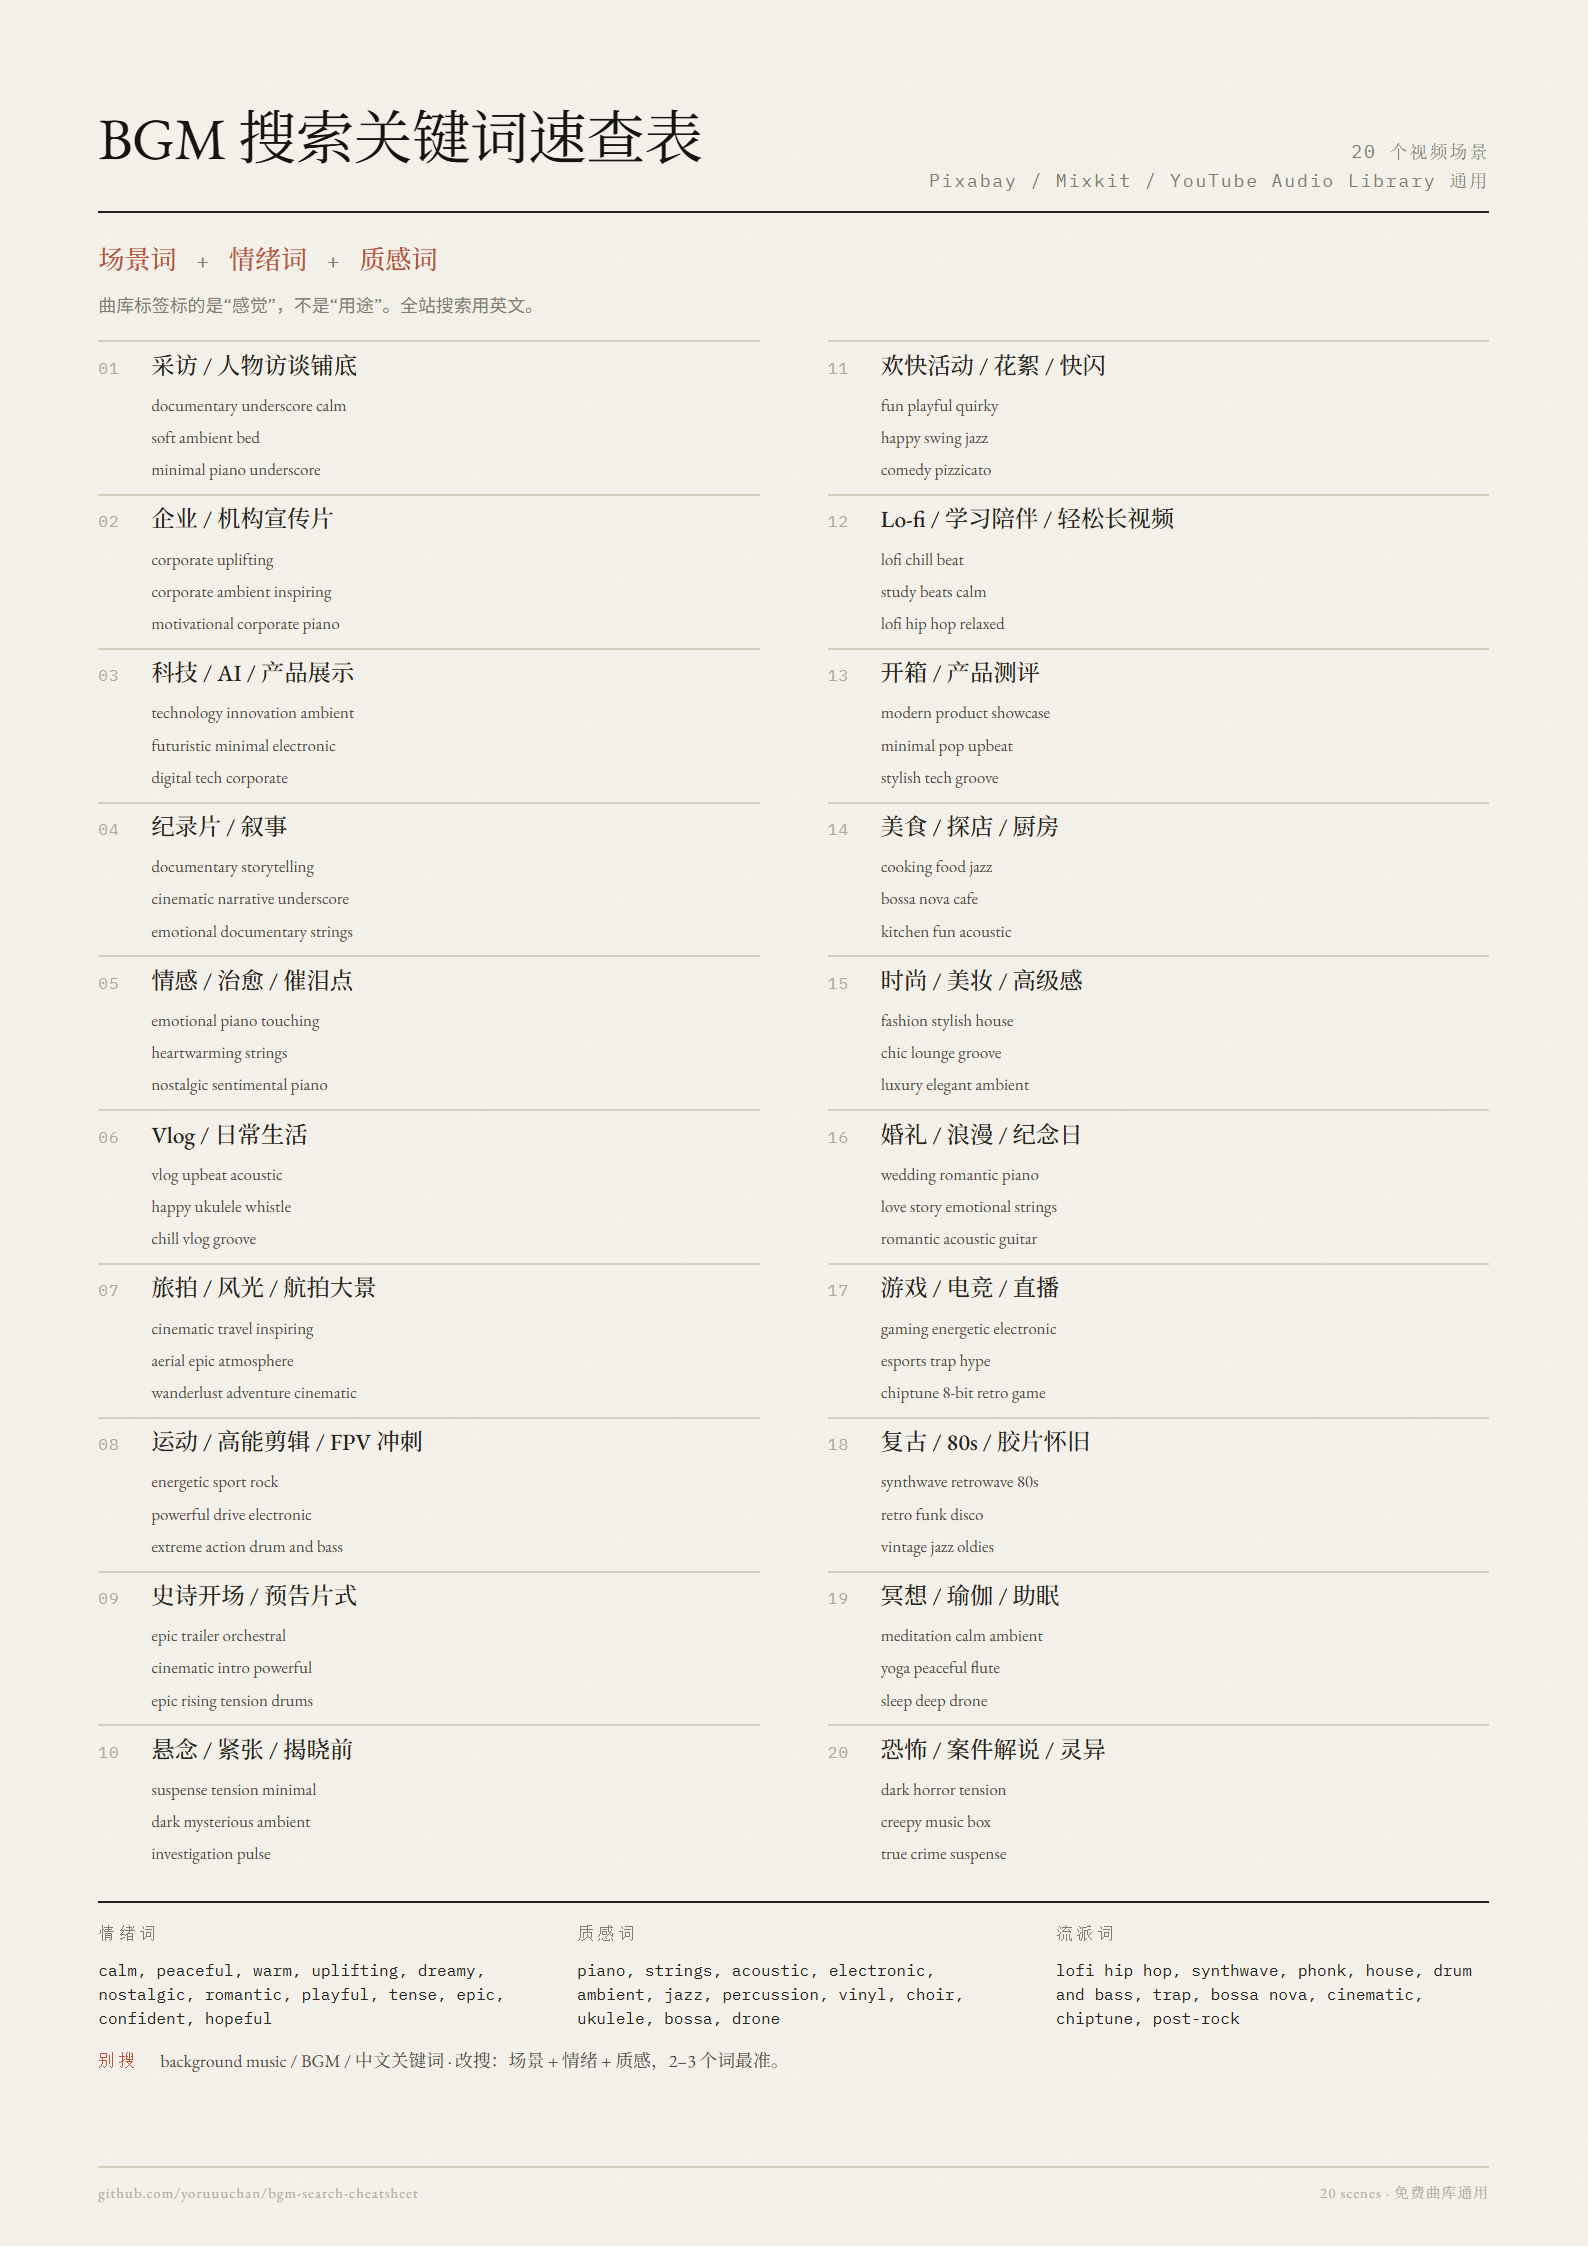 BGM 搜索关键词速查表
20 个视频场景
Pixabay / Mixkit / YouTube Audio Library 通用
场景词 + 情绪词 + 质感词
曲库标签标的是“感觉”，不是“用途”。全站搜索用英文。
01 采访 / 人物访谈铺底
documentary underscore calm
soft ambient bed
minimal piano underscore
02 企业 / 机构宣传片
corporate uplifting
corporate ambient inspiring
motivational corporate piano
03 科技 / AI / 产品展示
technology innovation ambient
futuristic minimal electronic
digital tech corporate
04 纪录片 / 叙事
documentary storytelling
cinematic narrative underscore
emotional documentary strings
05 情感 / 治愈 / 催泪点
emotional piano touching
heartwarming strings
nostalgic sentimental piano
06 Vlog / 日常生活
vlog upbeat acoustic
happy ukulele whistle
chill vlog groove
07 旅拍 / 风光 / 航拍大景
cinematic travel inspiring
aerial epic atmosphere
wanderlust adventure cinematic
08 运动 / 高能剪辑 / FPV 冲刺
energetic sport rock
powerful drive electronic
extreme action drum and bass
09 史诗开场 / 预告片式
epic trailer orchestral
cinematic intro powerful
epic rising tension drums
10 悬念 / 紧张 / 揭晓前
suspense tension minimal
dark mysterious ambient
investigation pulse
11 欢快活动 / 花絮 / 快闪
fun playful quirky
happy swing jazz
comedy pizzicato
12 Lo-fi / 学习陪伴 / 轻松长视频
lofi chill beat
study beats calm
lofi hip hop relaxed
13 开箱 / 产品测评
modern product showcase
minimal pop upbeat
stylish tech groove
14 美食 / 探店 / 厨房
cooking food jazz
bossa nova cafe
kitchen fun acoustic
15 时尚 / 美妆 / 高级感
fashion stylish house
chic lounge groove
luxury elegant ambient
16 婚礼 / 浪漫 / 纪念日
wedding romantic piano
love story emotional strings
romantic acoustic guitar
17 游戏 / 电竞 / 直播
gaming energetic electronic
esports trap hype
chiptune 8-bit retro game
18 复古 / 80s / 胶片怀旧
synthwave retrowave 80s
retro funk disco
vintage jazz oldies
19 冥想 / 瑜伽 / 助眠
meditation calm ambient
yoga peaceful flute
sleep deep drone
20 恐怖 / 案件解说 / 灵异
dark horror tension
creepy music box
true crime suspense
情绪词
calm, peaceful, warm, uplifting, dreamy,
nostalgic, romantic, playful, tense, epic,
confident, hopeful
质感词
piano, strings, acoustic, electronic,
ambient, jazz, percussion, vinyl, choir,
ukulele, bossa, drone
流派词
lofi hip hop, synthwave, phonk, house, drum
and bass, trap, bossa nova, cinematic,
chiptune, post-rock
别搜 background music / BGM / 中文关键词 · 改搜：场景 + 情绪 + 质感，2–3 个词最准。
github.com/yoruuuchan/bgm-search-cheatsheet
20 scenes · 免费曲库通用